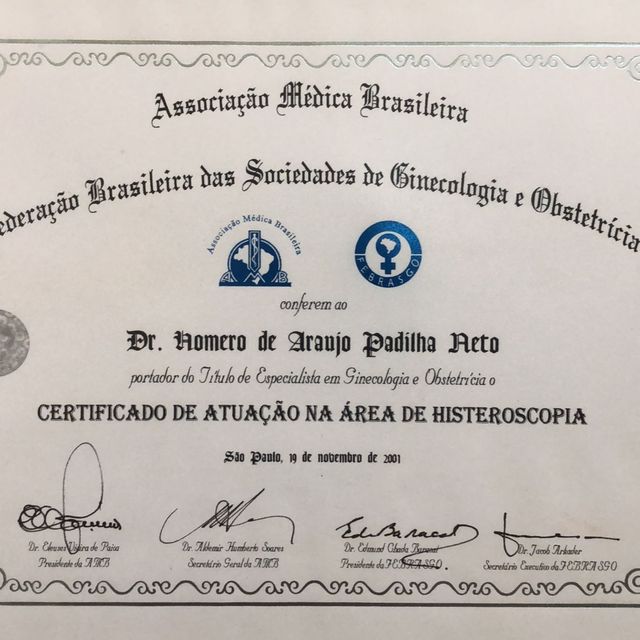 Associação Médica Brasileira
ederação Brasileira das Sociedades de Ginecologia e Obstetrícia
Associação Médica Brasileira
AMB
FEBRASGO
conferem ao
Dr. Homero de Araujo Padilha Neto
portador do Título de Especialista em Ginecologia e Obstetrícia o
CERTIFICADO DE ATUAÇÃO NA ÁREA DE HISTEROSCOPIA
São Paulo, 19 de novembro de 2001
Dr. Eleuses Vieira de Paiva
Presidente da AMB
Dr. Aldemir Humberto Soares
Secretário Geral da AMB
Dr. Edmund Chada Baracat
Presidente da FEBRASGO
Dr. Jacob Arkader
Secretário Executivo da FEBRASGO